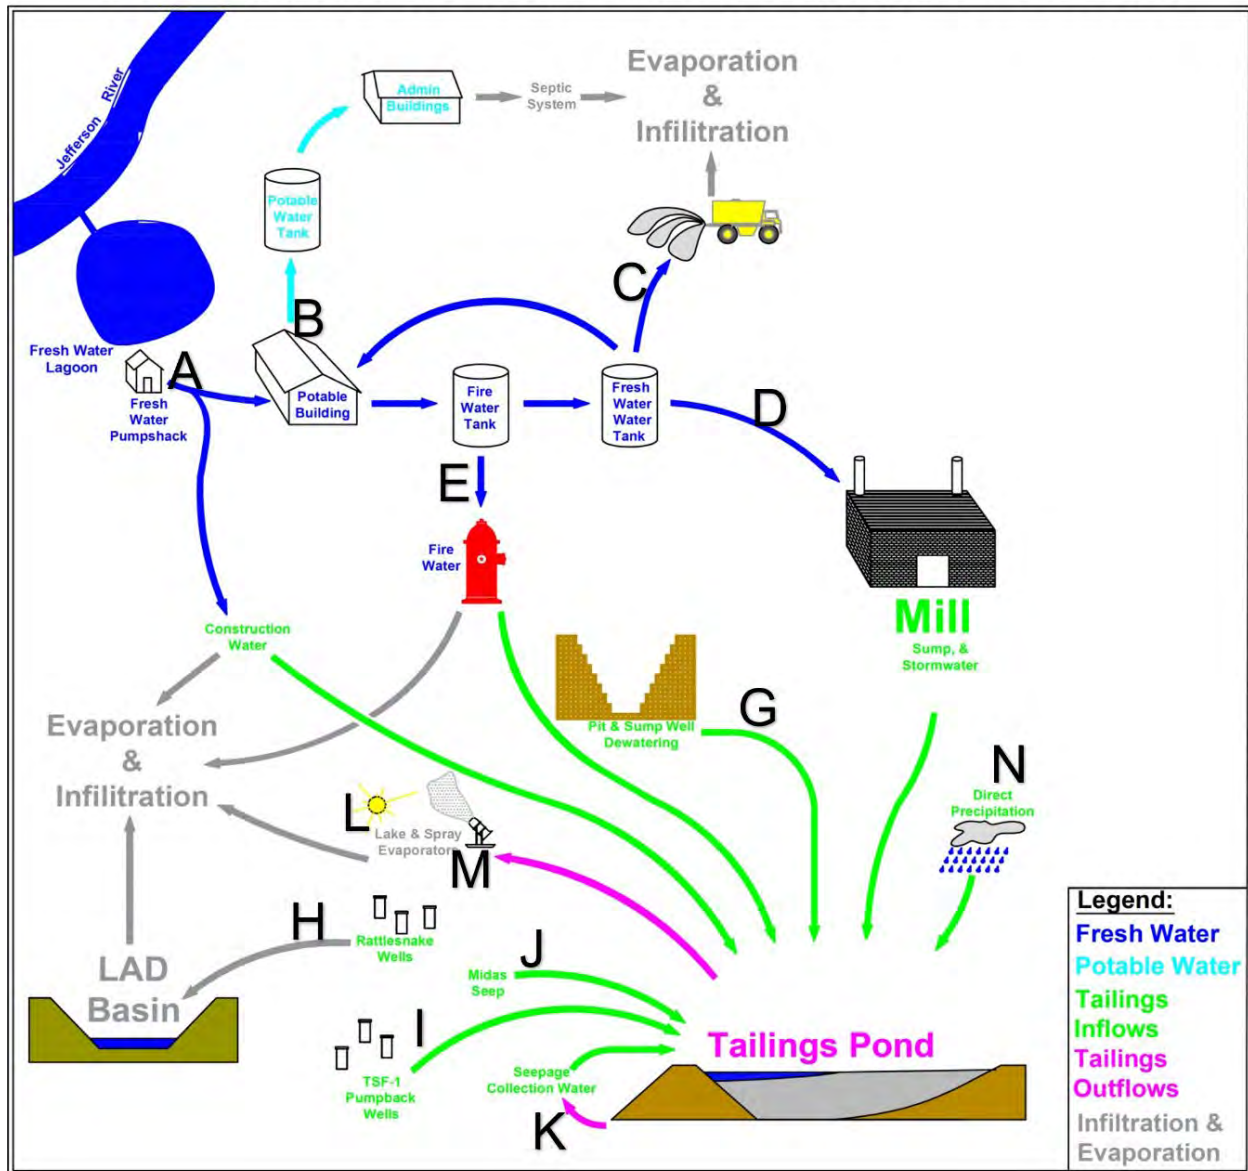 Jefferson River
Admin
Buildings
Septic
System
Evaporation
&
Infilitration
Potable
Water
Tank
C
B
Fresh Water
Lagoon
A
Fresh
Water
Pumpshack
Potable
Building
Fire
Water
Tank
Fresh
Water
Water
Tank
D
E
Fire
Water
Mill
Sump, &
Stormwater
Construction
Water
Pit & Sump Well
Dewatering
G
Evaporation
&
Infilitration
N
Direct
Precipitation
L
Lake & Spray
Evaporators
M
H
Rattlesnake
Wells
LAD
Basin
J
Midas
Seep
I
TSF-1
Pumpback
Wells
Seepage
Collection Water
K
Tailings Pond
Legend:
Fresh Water
Potable Water
Tailings
Inflows
Tailings
Outflows
Infiltration &
Evaporation